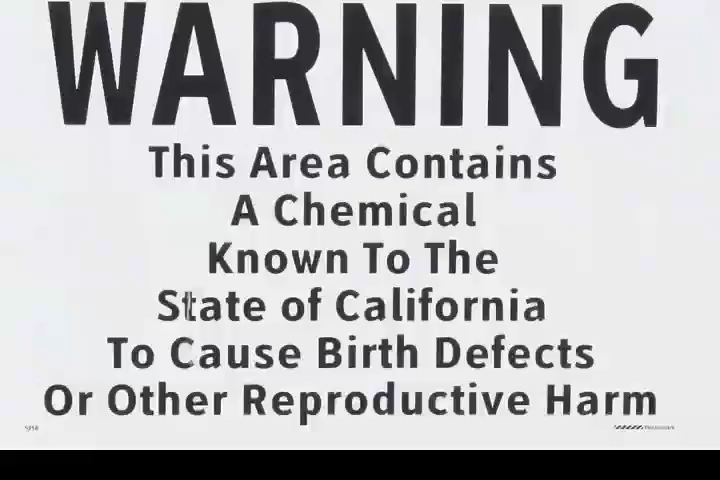 WARNING
This Area Contains
A Chemical
Known To The
State of California
To Cause Birth Defects
Or Other Reproductive Harm